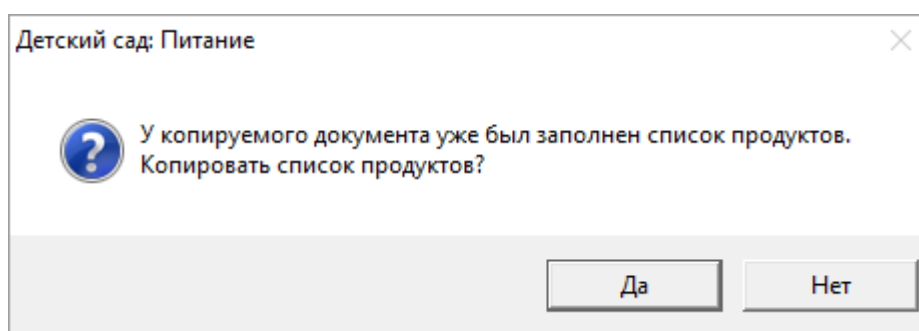 Детский сад: Питание
У копируемого документа уже был заполнен список продуктов.
Копировать список продуктов?
Да
Нет